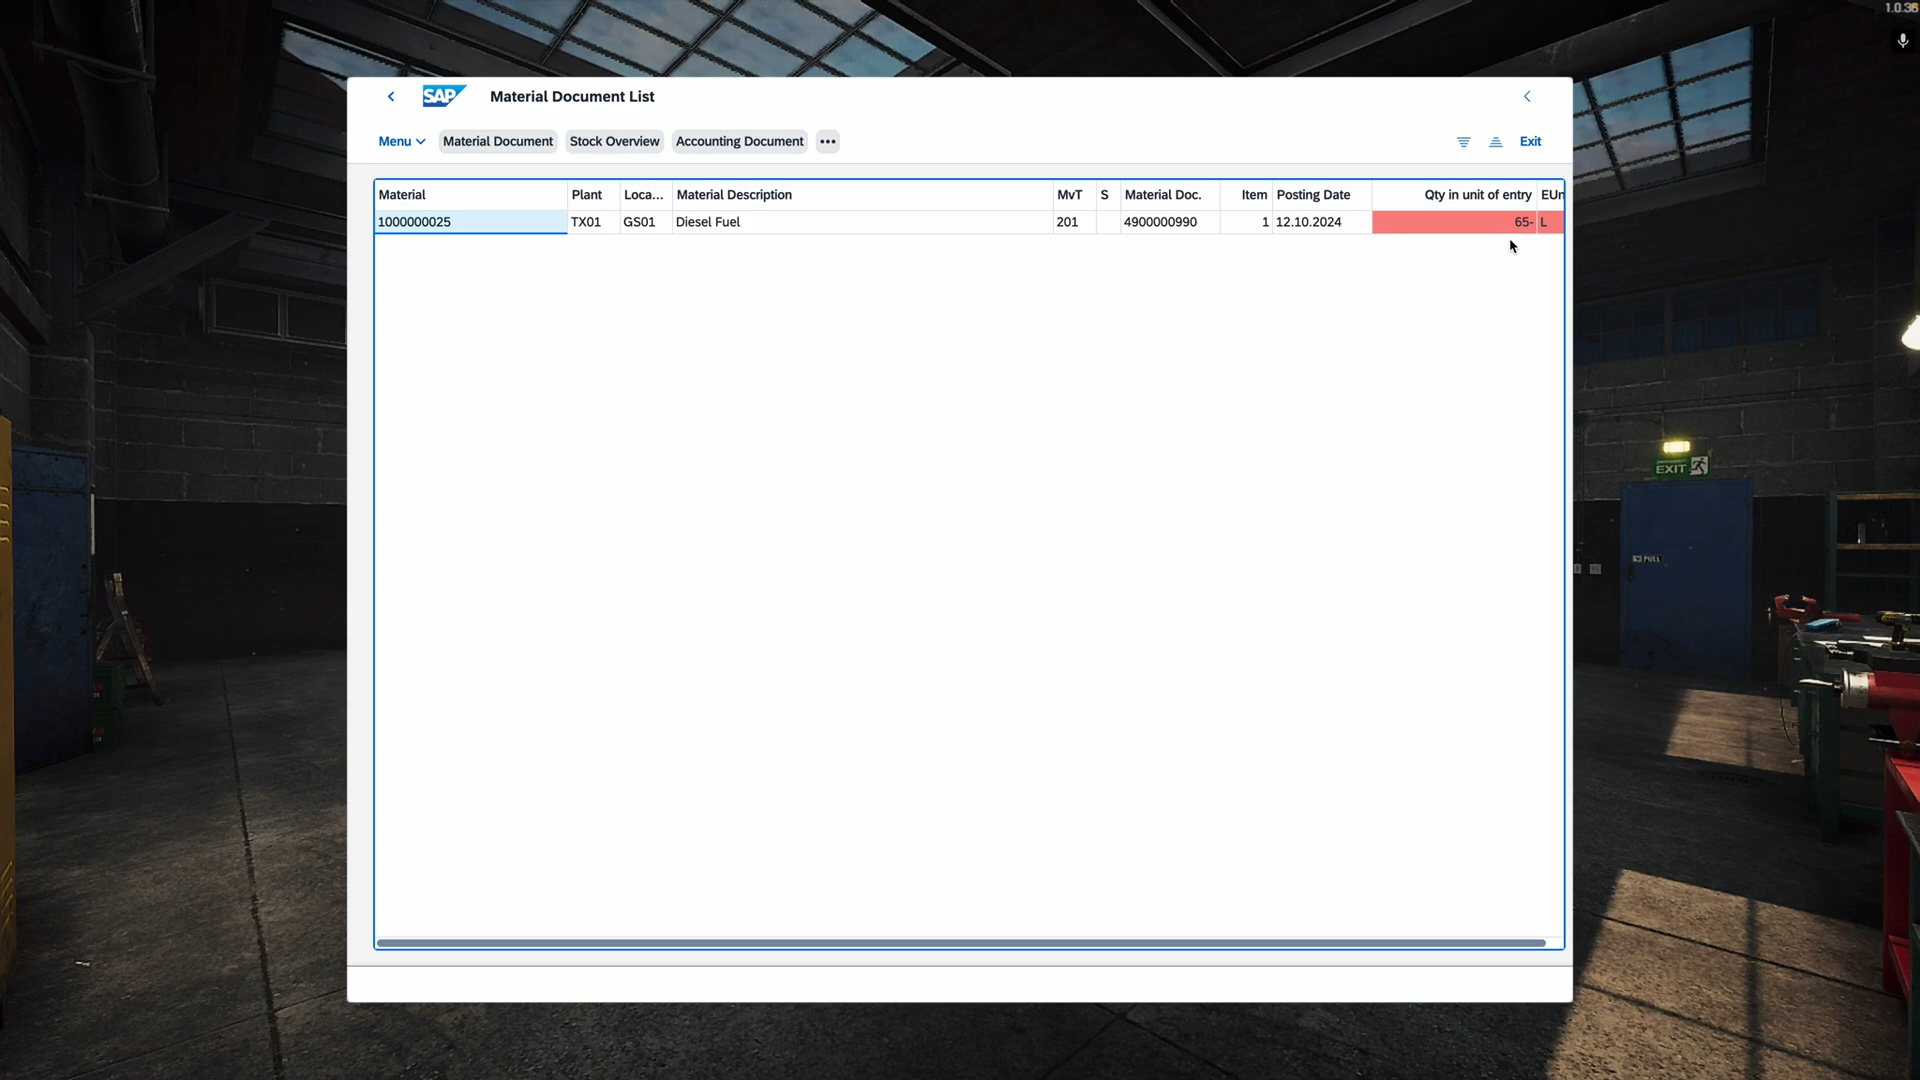 1.0.36
SAP Material Document List
Menu Material Document Stock Overview Accounting Document ••• Exit
Material Plant Loca... Material Description MvT S Material Doc. Item Posting Date Qty in unit of entry EUn
1000000025 TX01 GS01 Diesel Fuel 201 4900000990 1 12.10.2024 65- L
EXIT
PULL